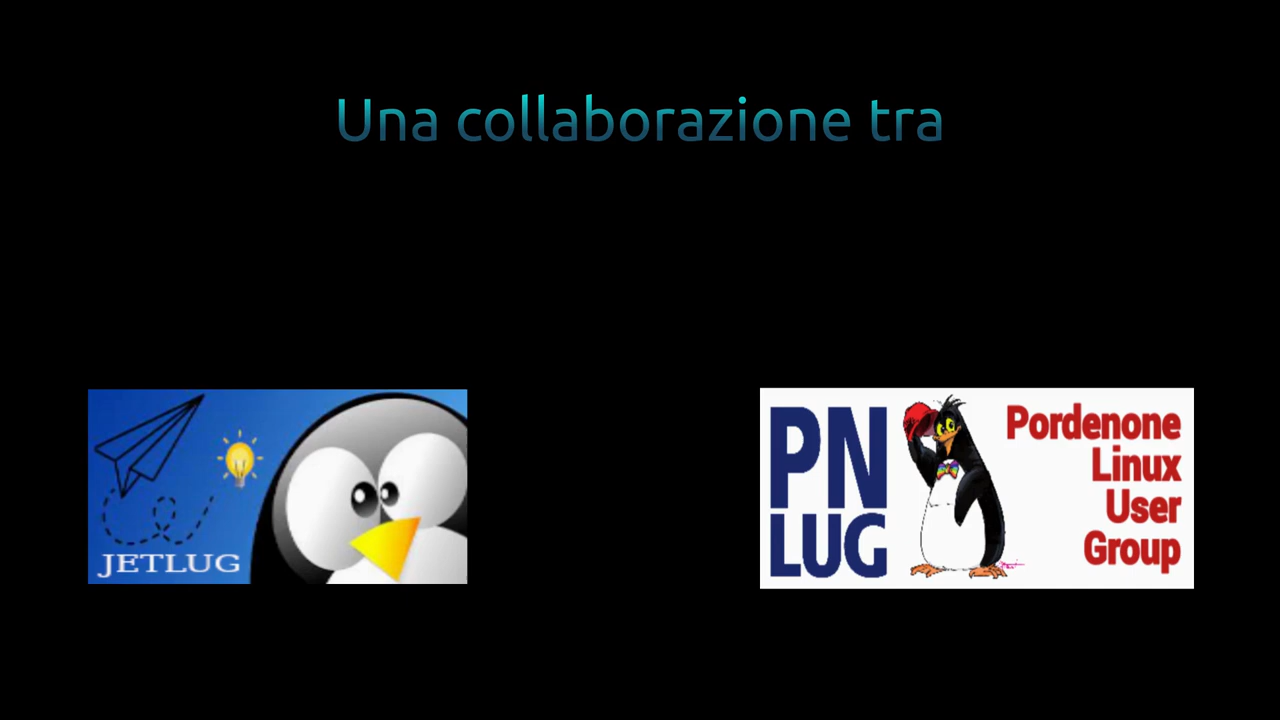 Una collaborazione tra
JETLUG
PN
LUG
Pordenone
Linux
User
Group